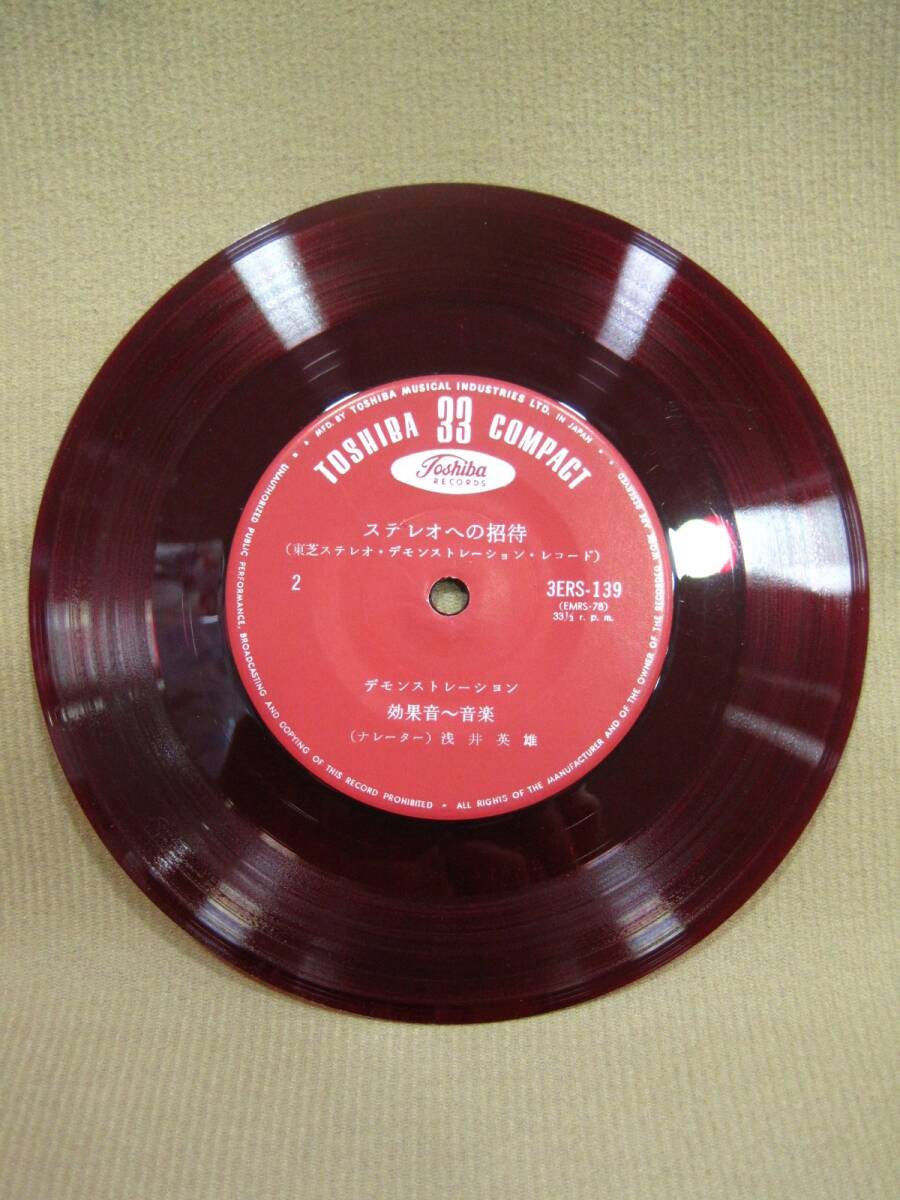 MFD. BY TOSHIBA MUSICAL INDUSTRIES LTD. IN JAPAN
TOSHIBA 33 COMPACT
Toshiba
RECORDS
ステレオへの招待
(東芝ステレオ・デモンストレーション・レコード)
2
3ERS-139
(EMRS-78)
33⅓ r. p. m.
デモンストレーション
効果音〜音楽
(ナレーター) 浅井英雄
UNAUTHORIZED PUBLIC PERFORMANCE, BROADCASTING AND COPYING OF THIS RECORD PROHIBITED • ALL RIGHTS OF THE MANUFACTURER AND OF THE OWNER OF THE RECORDED WORK ARE RESERVED